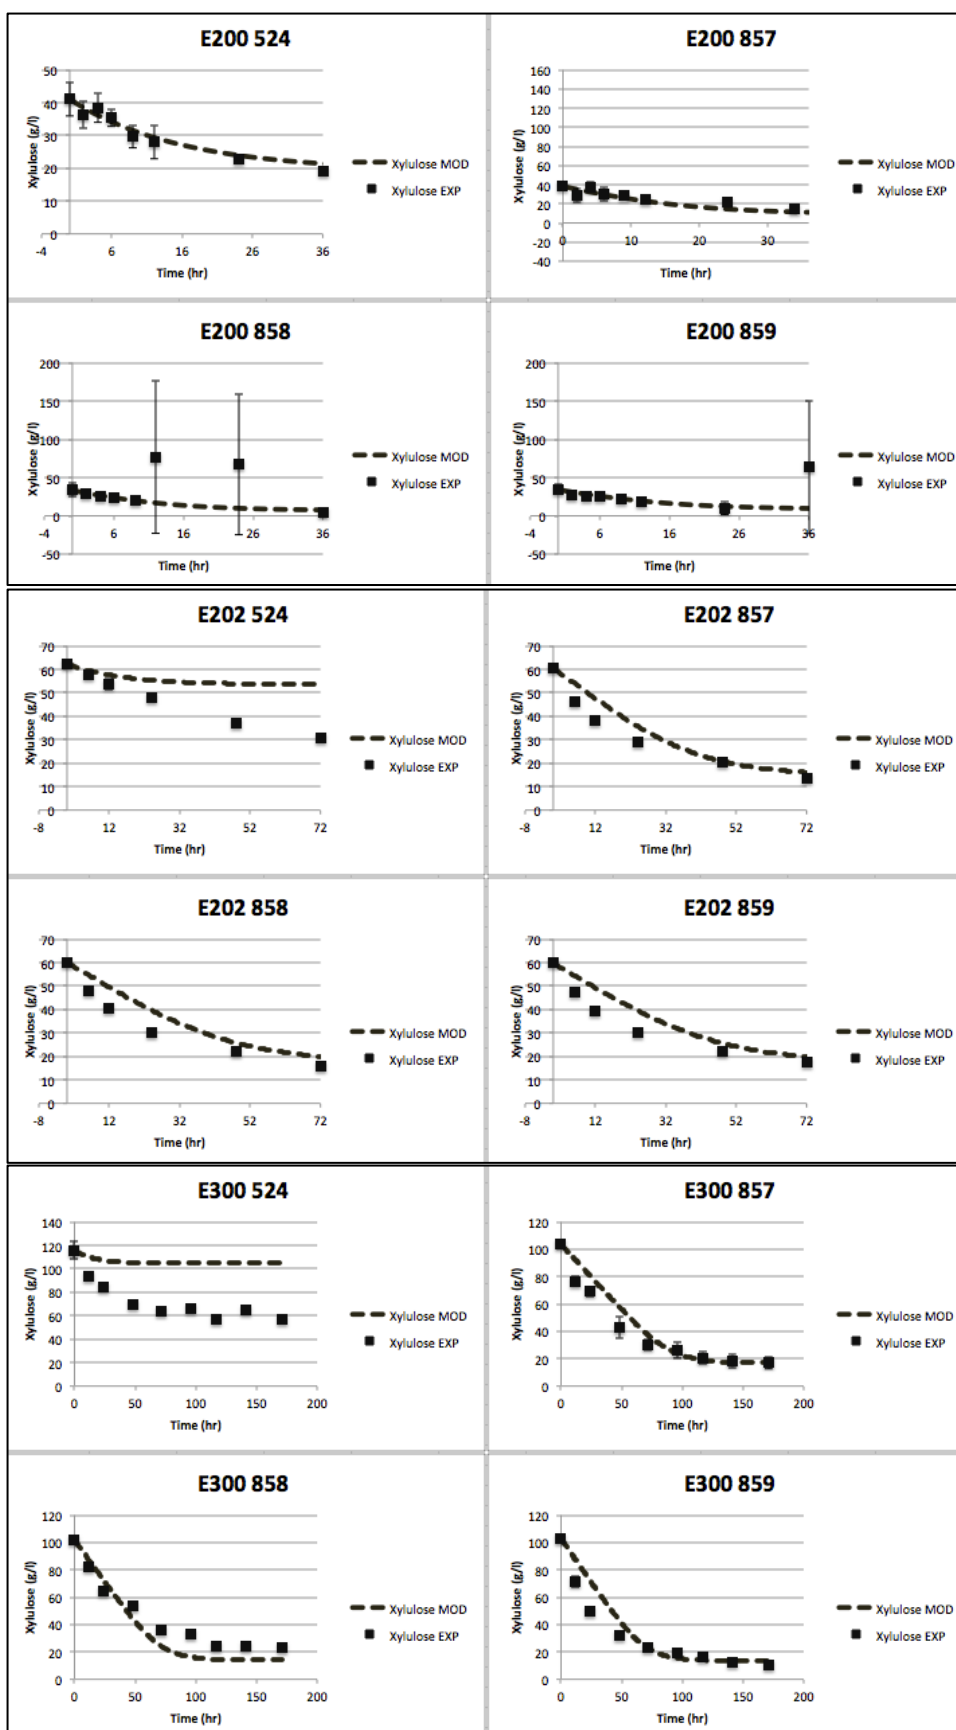 E200 524
50
40
30
20
10
0
Xylulose (g/l)
-4 6 16 26 36
Time (hr)
Xylulose MOD
Xylulose EXP
E200 857
160
140
120
100
80
60
40
20
0
-20
-40
Xylulose (g/l)
0 10 20 30
Time (hr)
Xylulose MOD
Xylulose EXP
E200 858
200
150
100
50
0
-50
Xylulose (g/l)
-4 6 16 26 36
Time (hr)
Xylulose MOD
Xylulose EXP
E200 859
200
150
100
50
0
-50
Xylulose (g/l)
-4 6 16 26 36
Time (hr)
Xylulose MOD
Xylulose EXP
E202 524
70
60
50
40
30
20
10
0
Xylulose (g/l)
-8 12 32 52 72
Time (hr)
Xylulose MOD
Xylulose EXP
E202 857
70
60
50
40
30
20
10
0
Xylulose (g/l)
-8 12 32 52 72
Time (hr)
Xylulose MOD
Xylulose EXP
E202 858
70
60
50
40
30
20
10
0
Xylulose (g/l)
-8 12 32 52 72
Time (hr)
Xylulose MOD
Xylulose EXP
E202 859
70
60
50
40
30
20
10
0
Xylulose (g/l)
-8 12 32 52 72
Time (hr)
Xylulose MOD
Xylulose EXP
E300 524
140
120
100
80
60
40
20
0
Xylulose (g/l)
0 50 100 150 200
Time (hr)
Xylulose MOD
Xylulose EXP
E300 857
120
100
80
60
40
20
0
Xylulose (g/l)
0 50 100 150 200
Time (hr)
Xylulose MOD
Xylulose EXP
E300 858
120
100
80
60
40
20
0
Xylulose (g/l)
0 50 100 150 200
Time (hr)
Xylulose MOD
Xylulose EXP
E300 859
120
100
80
60
40
20
0
Xylulose (g/l)
0 50 100 150 200
Time (hr)
Xylulose MOD
Xylulose EXP